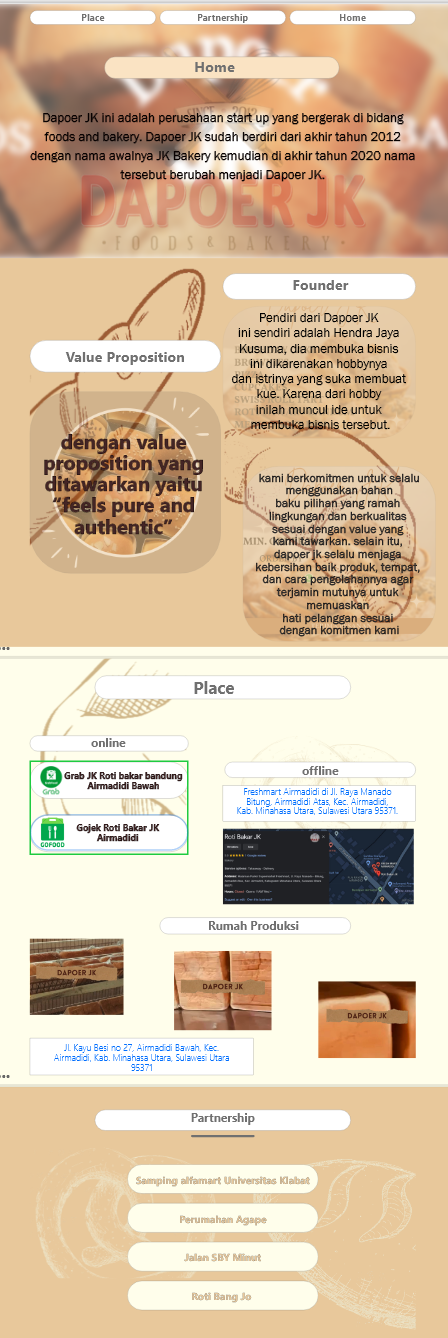 Place
Partnership
Home
Home
SINCE 2012
Dapoer JK ini adalah perusahaan start up yang bergerak di bidang
foods and bakery. Dapoer JK sudah berdiri dari akhir tahun 2012
dengan nama awalnya JK Bakery kemudian di akhir tahun 2020 nama
tersebut berubah menjadi Dapoer JK.
DAPOER JK
• FOODS & BAKERY •
Founder
Pendiri dari Dapoer JK
ini sendiri adalah Hendra Jaya
Kusuma, dia membuka bisnis
ini dikarenakan hobbynya
dan istrinya yang suka membuat
kue. Karena dari hobby
inilah muncul ide untuk
membuka bisnis tersebut.
Value Proposition
dengan value
proposition yang
ditawarkan yaitu
“feels pure and
authentic”
kami berkomitmen untuk selalu
menggunakan bahan
baku pilihan yang ramah
lingkungan dan berkualitas
sesuai dengan value yang
kami tawarkan. selain itu,
dapoer jk selalu menjaga
kebersihan baik produk, tempat,
dan cara pengolahannya agar
terjamin mutunya untuk
memuaskan
hati pelanggan sesuai
dengan komitmen kami
Place
online
Grab JK Roti bakar bandung
Airmadidi Bawah
Grab
Gojek Roti Bakar JK
Airmadidi
GOFOOD
offline
Freshmart Airmadidi di Jl. Raya Manado
Bitung, Airmadidi Atas, Kec. Airmadidi,
Kab. Minahasa Utara, Sulawesi Utara 95371.
Roti Bakar JK
Rumah Produksi
DAPOER JK
DAPOER JK
DAPOER JK
Jl. Kayu Besi no 27, Airmadidi Bawah, Kec.
Airmadidi, Kab. Minahasa Utara, Sulawesi Utara
95371
Partnership
Samping alfamart Universitas Klabat
Perumahan Agape
Jalan SBY Minut
Roti Bang Jo